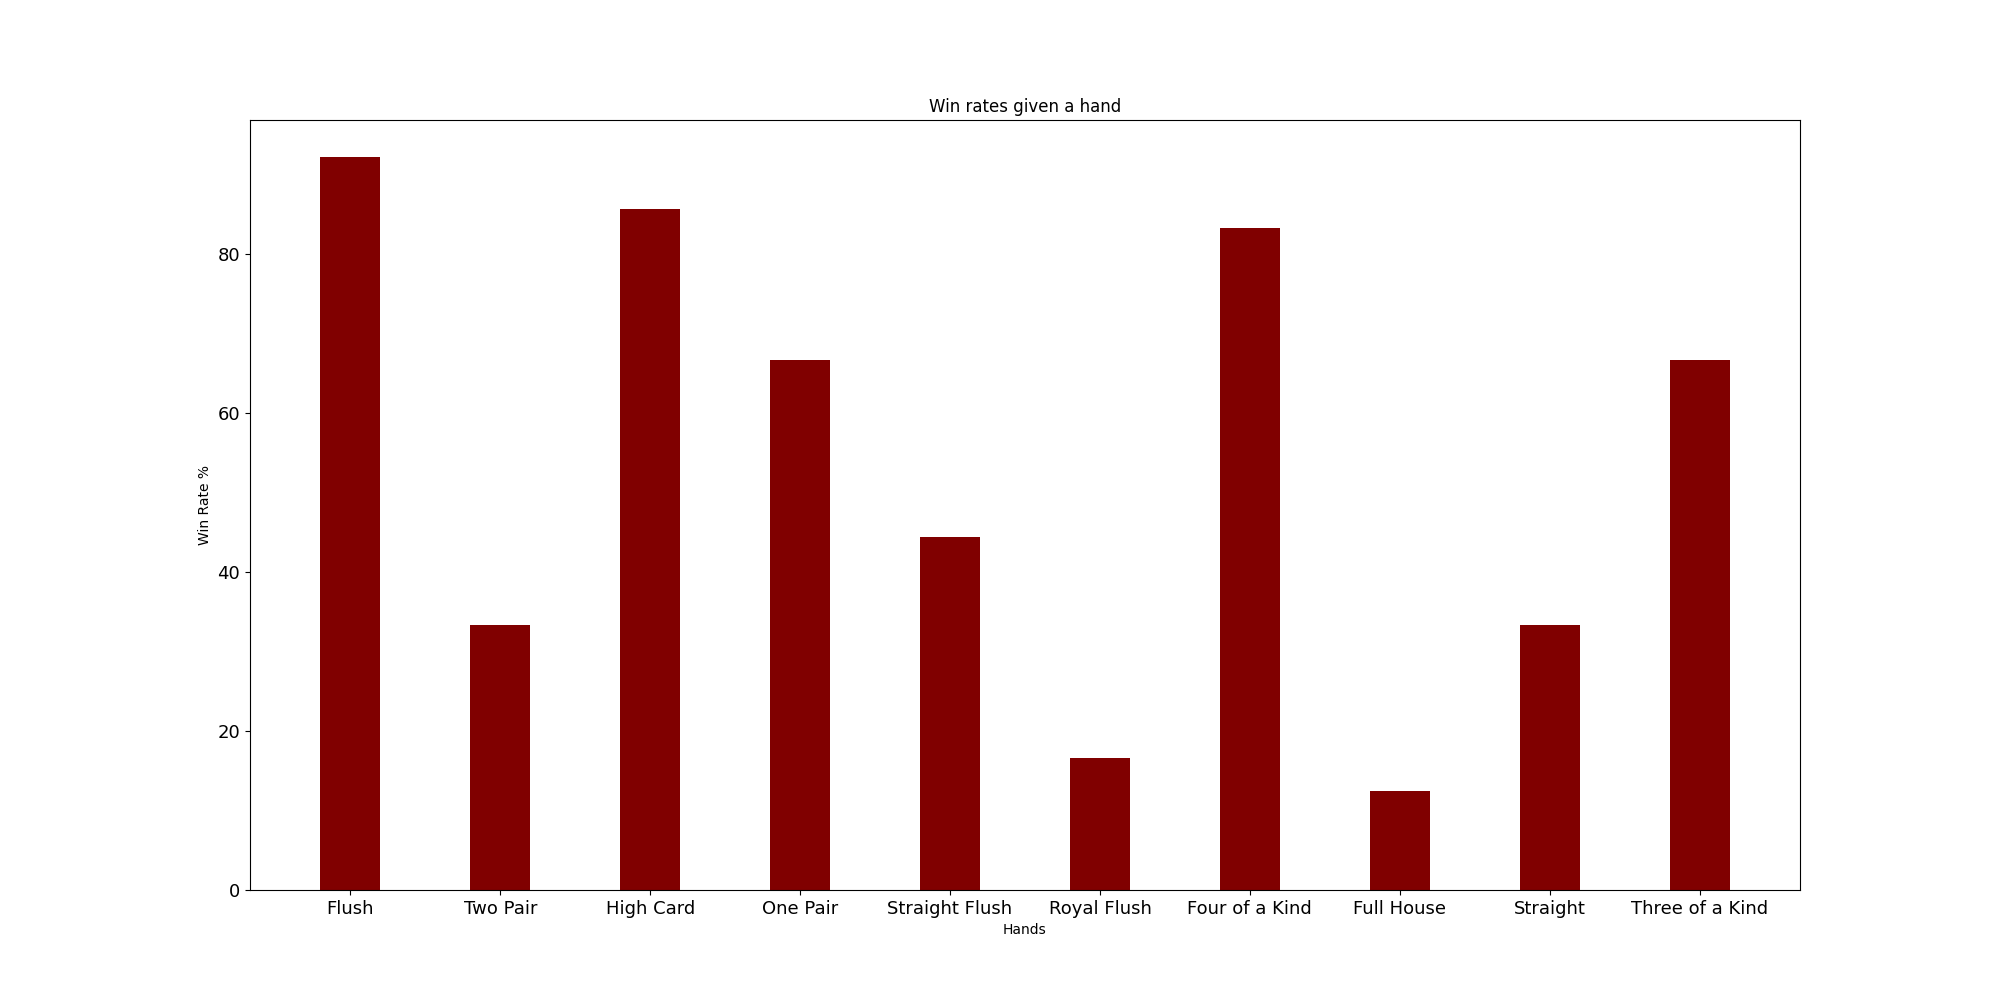 Win rates given a hand
80
60
40
20
0
Win Rate %
Flush Two Pair High Card One Pair Straight Flush Royal Flush Four of a Kind Full House Straight Three of a Kind
Hands